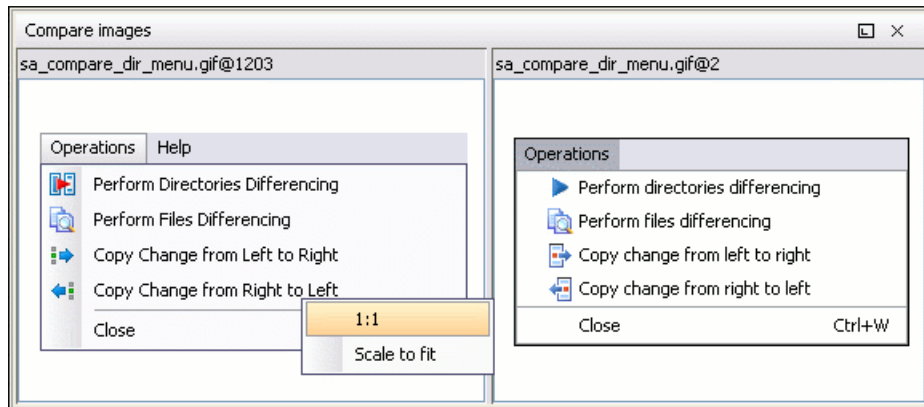 Compare images
sa_compare_dir_menu.gif@1203
Operations Help
Perform Directories Differencing
Perform Files Differencing
Copy Change from Left to Right
Copy Change from Right to Left
Close
1:1
Scale to fit
sa_compare_dir_menu.gif@2
Operations
Perform directories differencing
Perform files differencing
Copy change from left to right
Copy change from right to left
Close Ctrl+W